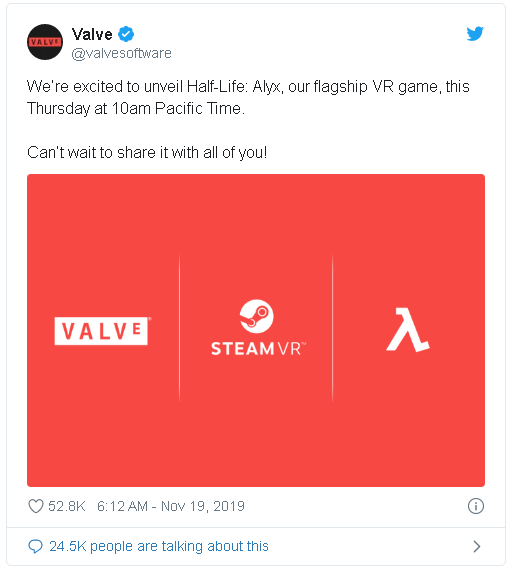 Valve
VALVE
@valvesoftware
We're excited to unveil Half-Life: Alyx, our flagship VR game, this
Thursday at 10am Pacific Time.
Can't wait to share it with all of you!
VALVE
STEAMVR™
λ
52.8K 6:12 AM - Nov 19, 2019
24.5K people are talking about this